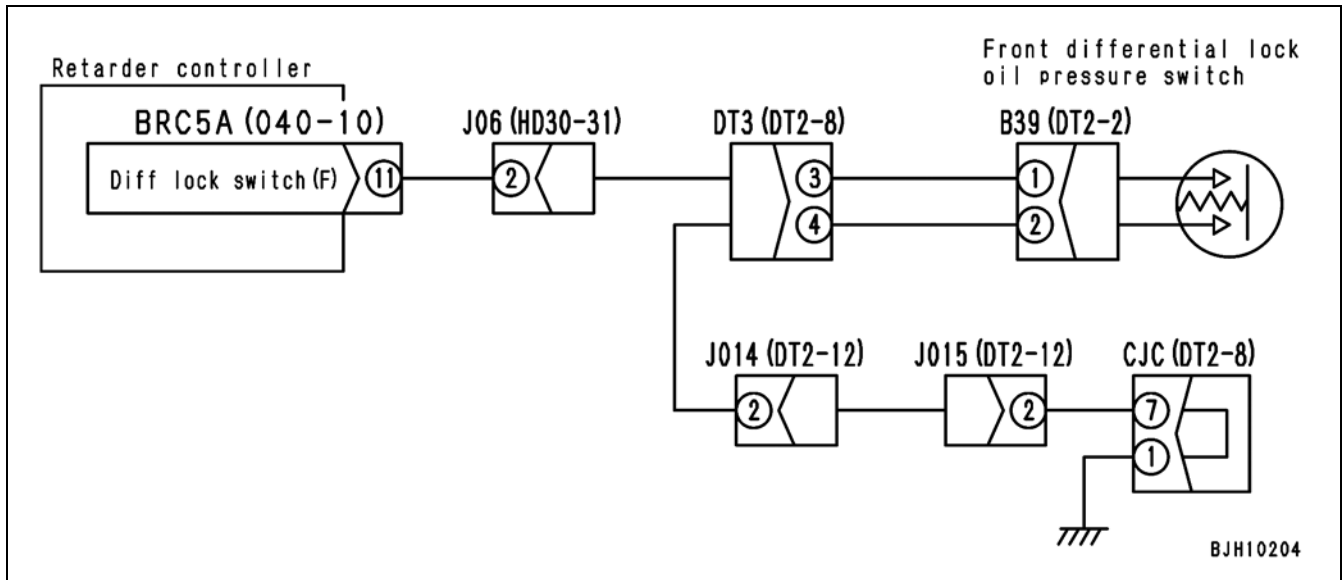 Front differential lock
oil pressure switch
Retarder controller
BRC5A (040-10)
J06 (HD30-31)
DT3 (DT2-8)
B39 (DT2-2)
Diff lock switch (F)
11
2
3
1
4
2
J014 (DT2-12)
J015 (DT2-12)
CJC (DT2-8)
2
2
7
1
BJH10204